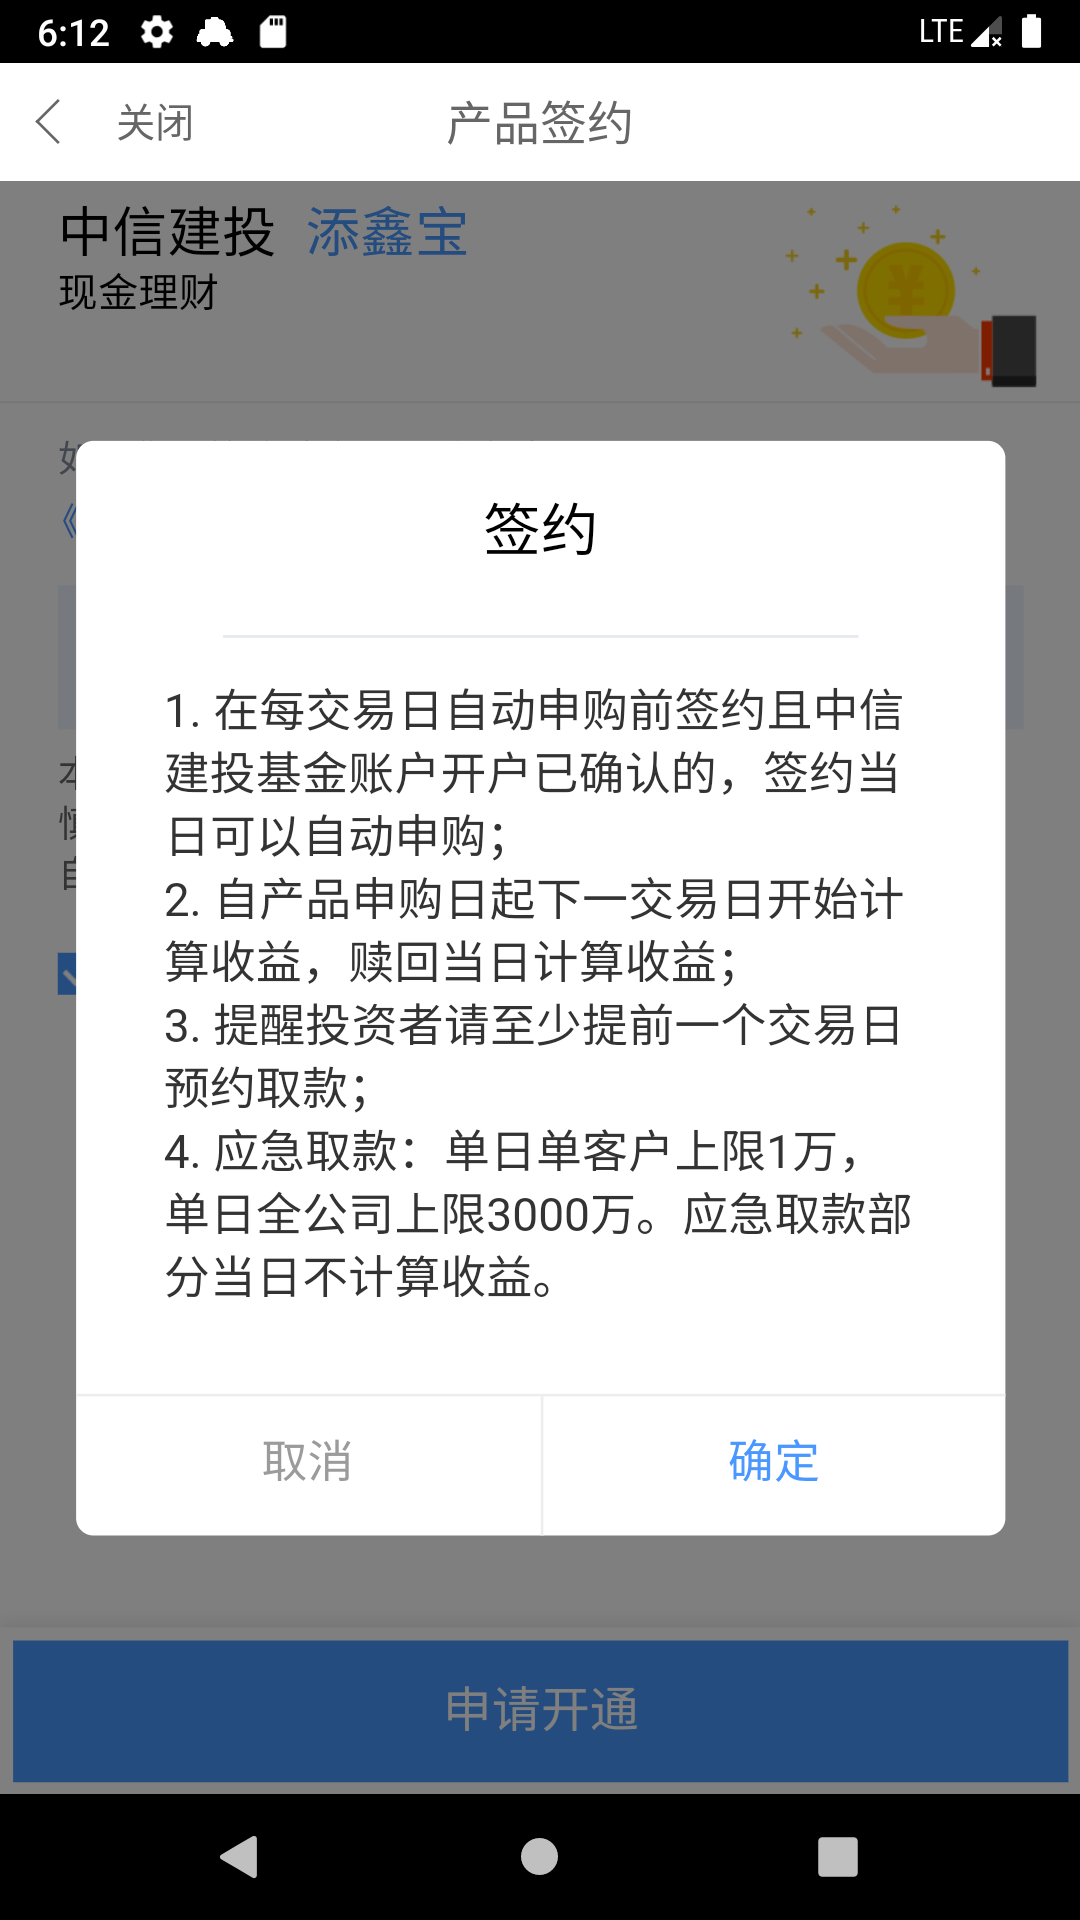 6:12 LTE
关闭 产品签约
中信建投 添鑫宝
现金理财
签约
1. 在每交易日自动申购前签约且中信
建投基金账户开户已确认的，签约当
日可以自动申购；
2. 自产品申购日起下一交易日开始计
算收益，赎回当日计算收益；
3. 提醒投资者请至少提前一个交易日
预约取款；
4. 应急取款：单日单客户上限1万，
单日全公司上限3000万。应急取款部
分当日不计算收益。
取消 确定
申请开通